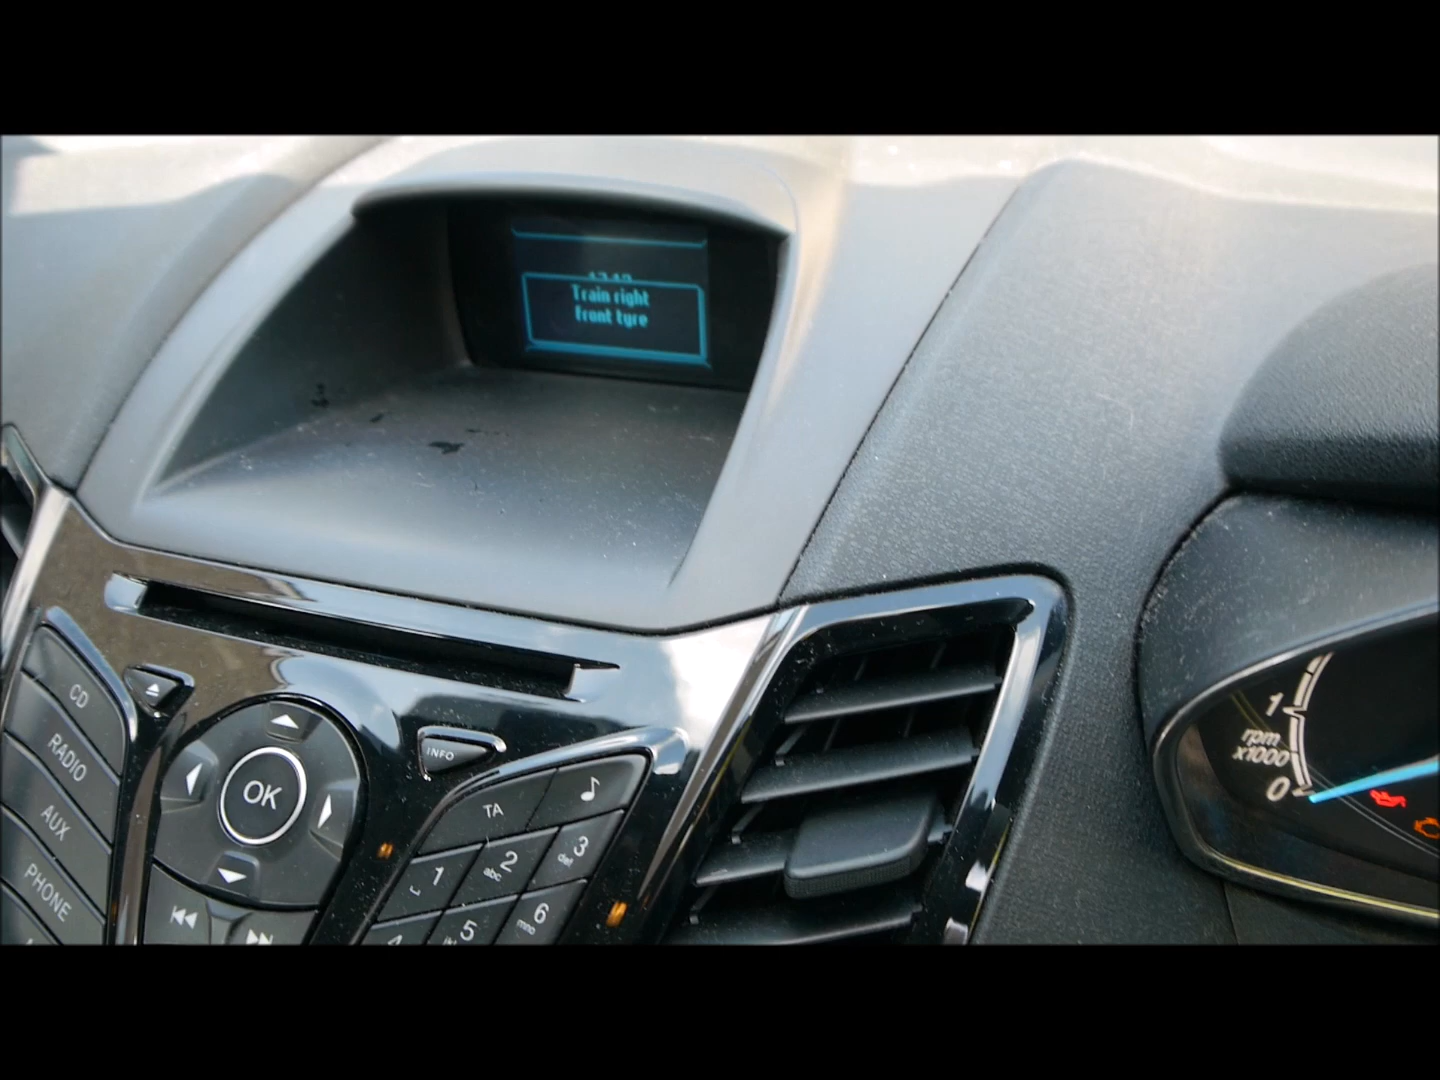 Train right
front tyre
CD
RADIO
AUX
PHONE
OK
INFO
TA
1
2
abc
3
def
5
6
mno
1
rpm
x1000
0